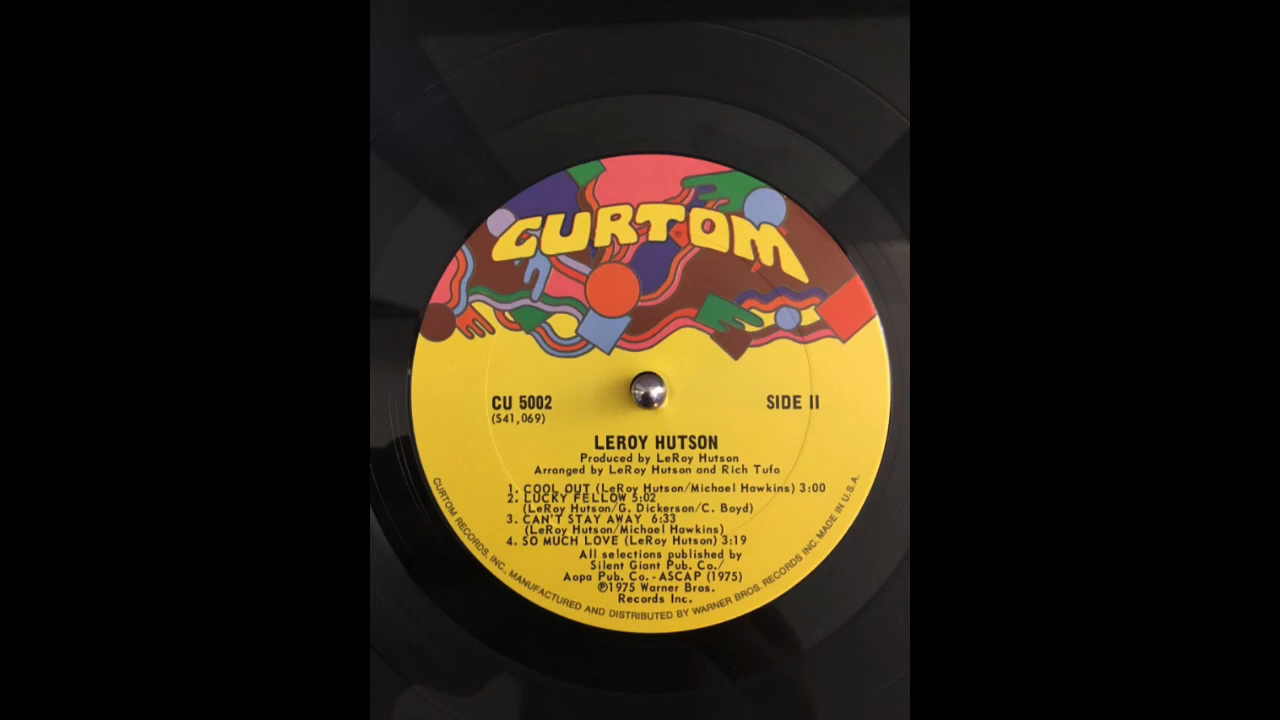 CURTOM
CU 5002
SIDE II
(S41,069)
LEROY HUTSON
Produced by LeRoy Hutson
Arranged by LeRoy Hutson and Rich Tufo
1. COOL OUT (LeRoy Hutson/Michael Hawkins) 3:00
2. LUCKY FELLOW 5:02
(LeRoy Hutson/G. Dickerson/C. Boyd)
3. CAN'T STAY AWAY 6:33
(LeRoy Hutson/Michael Hawkins)
4. SO MUCH LOVE (LeRoy Hutson) 3:19
All selections published by
Silent Giant Pub. Co./
Aopa Pub. Co. - ASCAP (1975)
℗1975 Warner Bros.
Records Inc.
CURTOM RECORDS, INC., MANUFACTURED AND DISTRIBUTED BY WARNER BROS. RECORDS INC. MADE IN U.S.A.